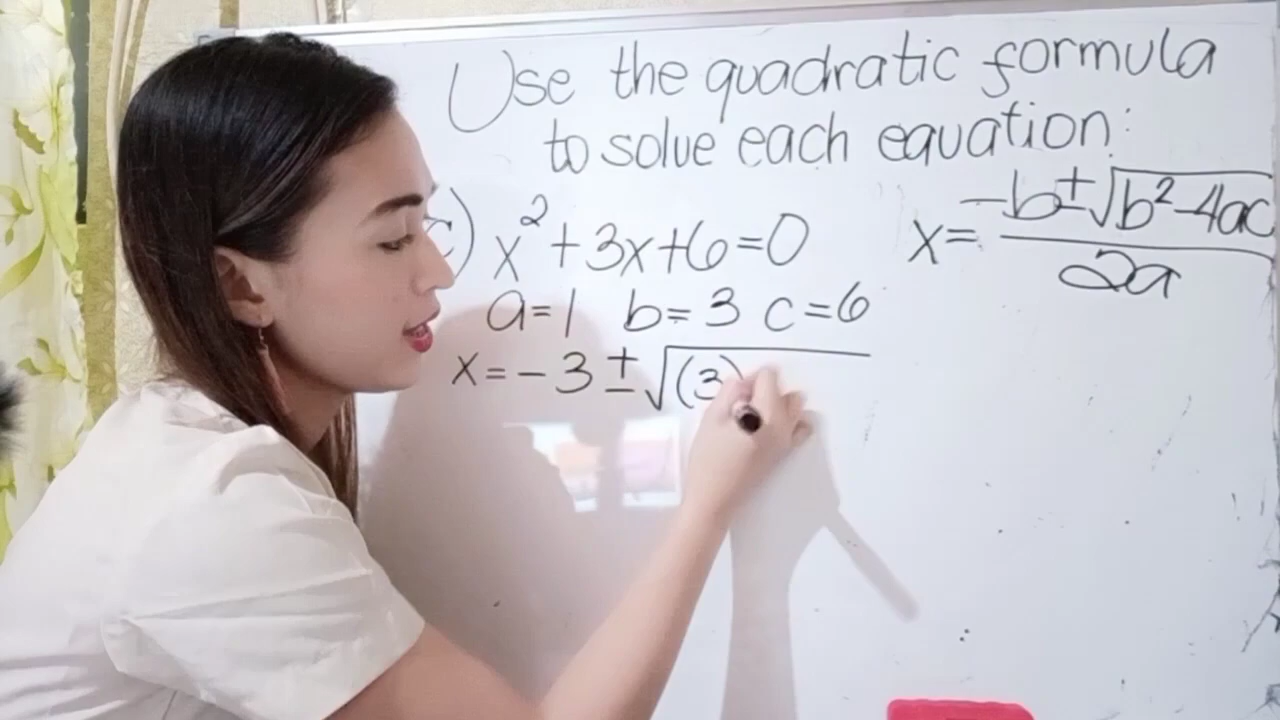 Use the quadratic formula
to solve each equation:
c) x² + 3x + 6 = 0
x = -b ± √b² - 4ac / 2a
a = 1 b = 3 c = 6
x = -3 ± √(3)